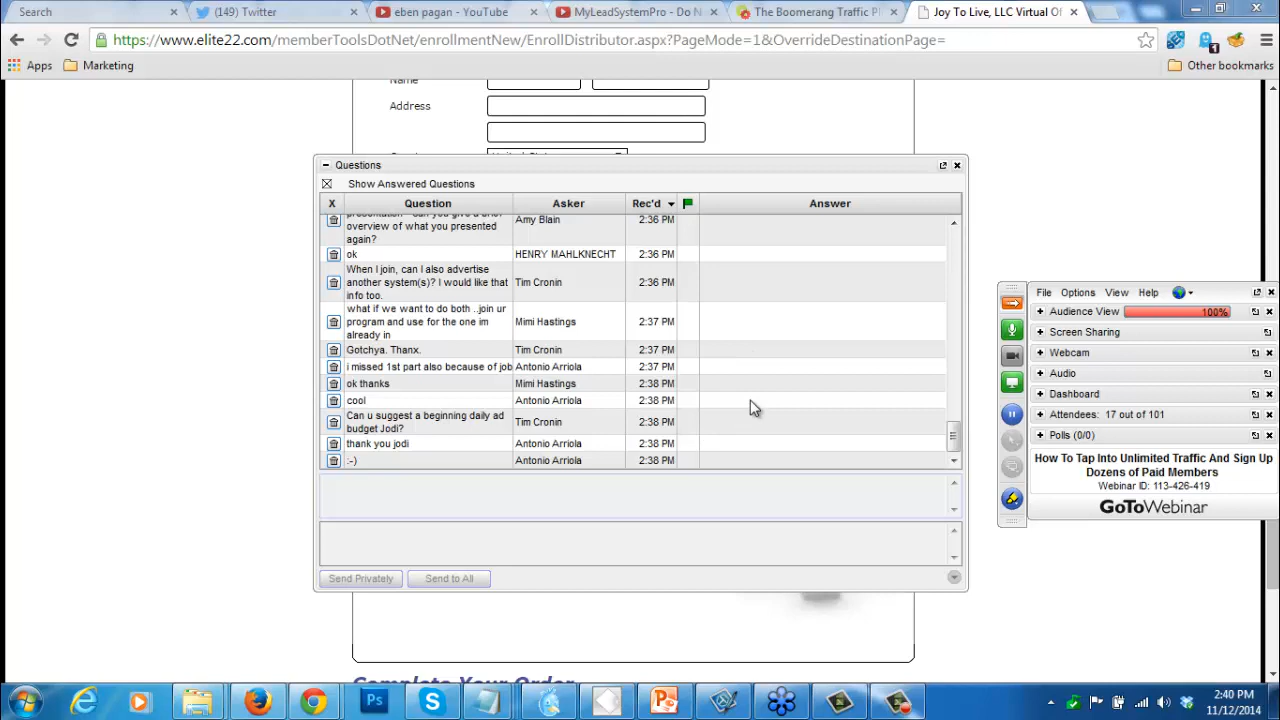 Search
(149) Twitter
eben pagan - YouTube
MyLeadSystemPro - Do N
The Boomerang Traffic Pl
Joy To Live, LLC Virtual Of
https://www.elite22.com/memberToolsDotNet/enrollmentNew/EnrollDistributor.aspx?PageMode=1&OverrideDestinationPage=
Apps Marketing Other bookmarks
Name
Address
Questions
Show Answered Questions
X Question Asker Rec'd Answer
overview of what you presented
again?
Amy Blain 2:36 PM
ok HENRY MAHLKNECHT 2:36 PM
When I join, can I also advertise
another system(s)? I would like that
info too.
Tim Cronin 2:36 PM
what if we want to do both ..join ur
program and use for the one im
already in
Mimi Hastings 2:37 PM
Gotchya. Thanx. Tim Cronin 2:37 PM
i missed 1st part also because of job Antonio Arriola 2:37 PM
ok thanks Mimi Hastings 2:38 PM
cool Antonio Arriola 2:38 PM
Can u suggest a beginning daily ad
budget Jodi?
Tim Cronin 2:38 PM
thank you jodi Antonio Arriola 2:38 PM
:-) Antonio Arriola 2:38 PM
Send Privately Send to All
File Options View Help
Audience View 100%
Screen Sharing
Webcam
Audio
Dashboard
Attendees: 17 out of 101
Polls (0/0)
How To Tap Into Unlimited Traffic And Sign Up
Dozens of Paid Members
Webinar ID: 113-426-419
GoToWebinar
Complete Your Order
Ps
2:40 PM
11/12/2014